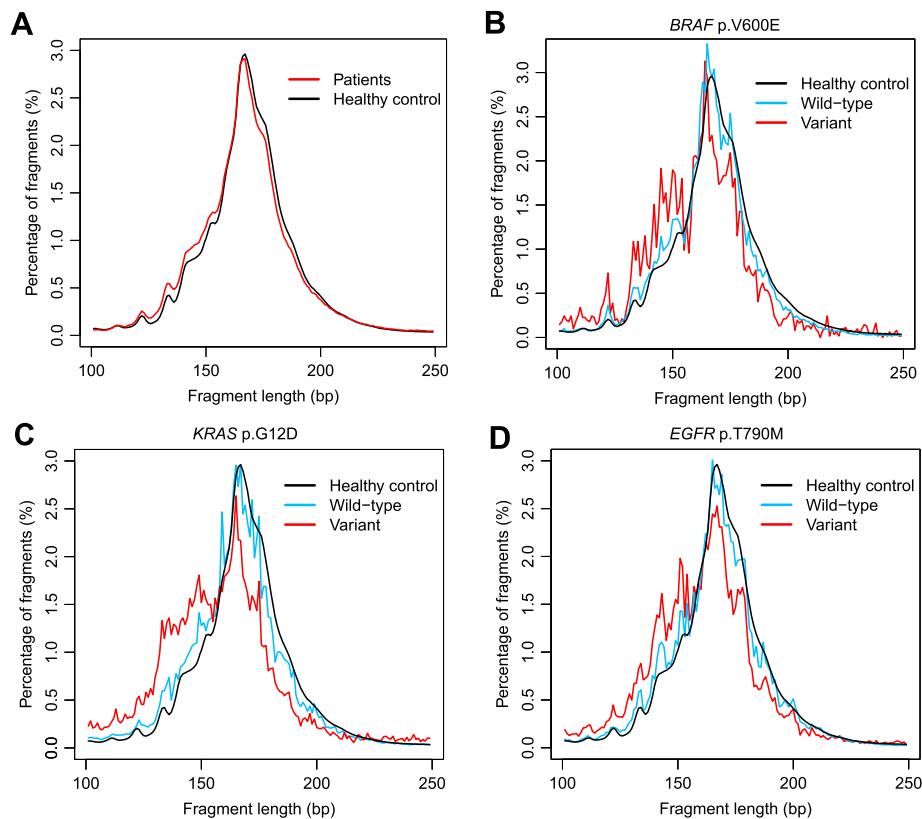 A
Percentage of fragments (%)
0.0 0.5 1.0 1.5 2.0 2.5 3.0
Patients
Healthy control
100 150 200 250
Fragment length (bp)
B
BRAF p.V600E
Percentage of fragments (%)
0.0 0.5 1.0 1.5 2.0 2.5 3.0
Healthy control
Wild−type
Variant
100 150 200 250
Fragment length (bp)
C
KRAS p.G12D
Percentage of fragments (%)
0.0 0.5 1.0 1.5 2.0 2.5 3.0
Healthy control
Wild−type
Variant
100 150 200 250
Fragment length (bp)
D
EGFR p.T790M
Percentage of fragments (%)
0.0 0.5 1.0 1.5 2.0 2.5 3.0
Healthy control
Wild−type
Variant
100 150 200 250
Fragment length (bp)